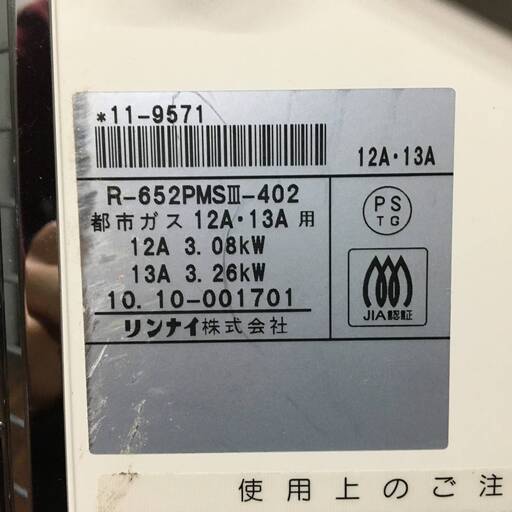 *11-9571
12A・13A
R-652PMSⅢ-402
都市ガス 12A・13A 用
12A 3.08kW
13A 3.26kW
10.10-001701
リンナイ株式会社
PS
TG
JIA認証
使用上のご注